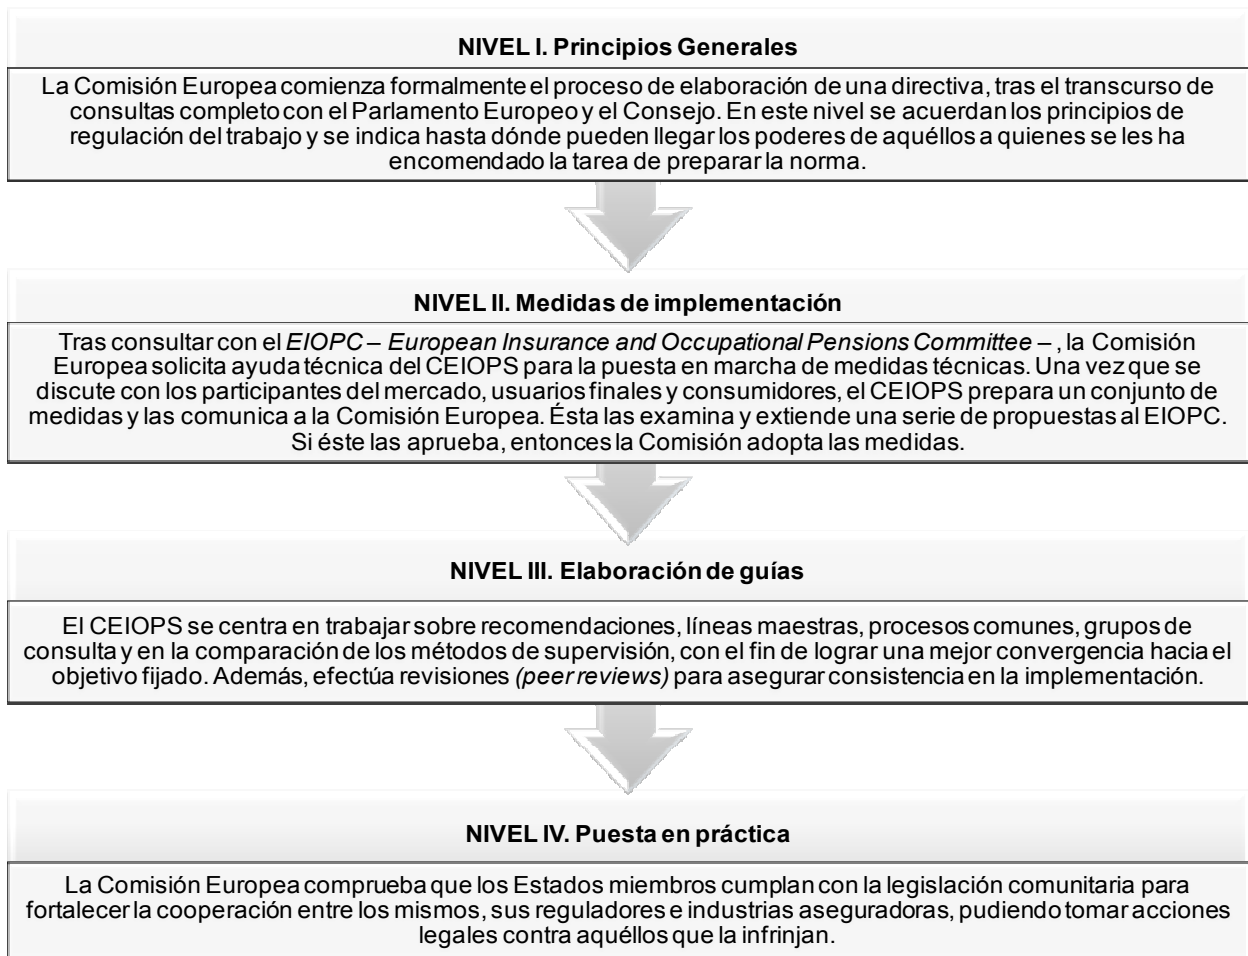 NIVEL I. Principios Generales
La Comisión Europea comienza formalmente el proceso de elaboración de una directiva, tras el transcurso de
consultas completo con el Parlamento Europeo y el Consejo. En este nivel se acuerdan los principios de
regulación del trabajo y se indica hasta dónde pueden llegar los poderes de aquéllos a quienes se les ha
encomendado la tarea de preparar la norma.
NIVEL II. Medidas de implementación
Tras consultar con el EIOPC – European Insurance and Occupational Pensions Committee – , la Comisión
Europea solicita ayuda técnica del CEIOPS para la puesta en marcha de medidas técnicas. Una vez que se
discute con los participantes del mercado, usuarios finales y consumidores, el CEIOPS prepara un conjunto de
medidas y las comunica a la Comisión Europea. Ésta las examina y extiende una serie de propuestas al EIOPC.
Si éste las aprueba, entonces la Comisión adopta las medidas.
NIVEL III. Elaboración de guías
El CEIOPS se centra en trabajar sobre recomendaciones, líneas maestras, procesos comunes, grupos de
consulta y en la comparación de los métodos de supervisión, con el fin de lograr una mejor convergencia hacia el
objetivo fijado. Además, efectúa revisiones (peer reviews) para asegurar consistencia en la implementación.
NIVEL IV. Puesta en práctica
La Comisión Europea comprueba que los Estados miembros cumplan con la legislación comunitaria para
fortalecer la cooperación entre los mismos, sus reguladores e industrias aseguradoras, pudiendo tomar acciones
legales contra aquéllos que la infrinjan.